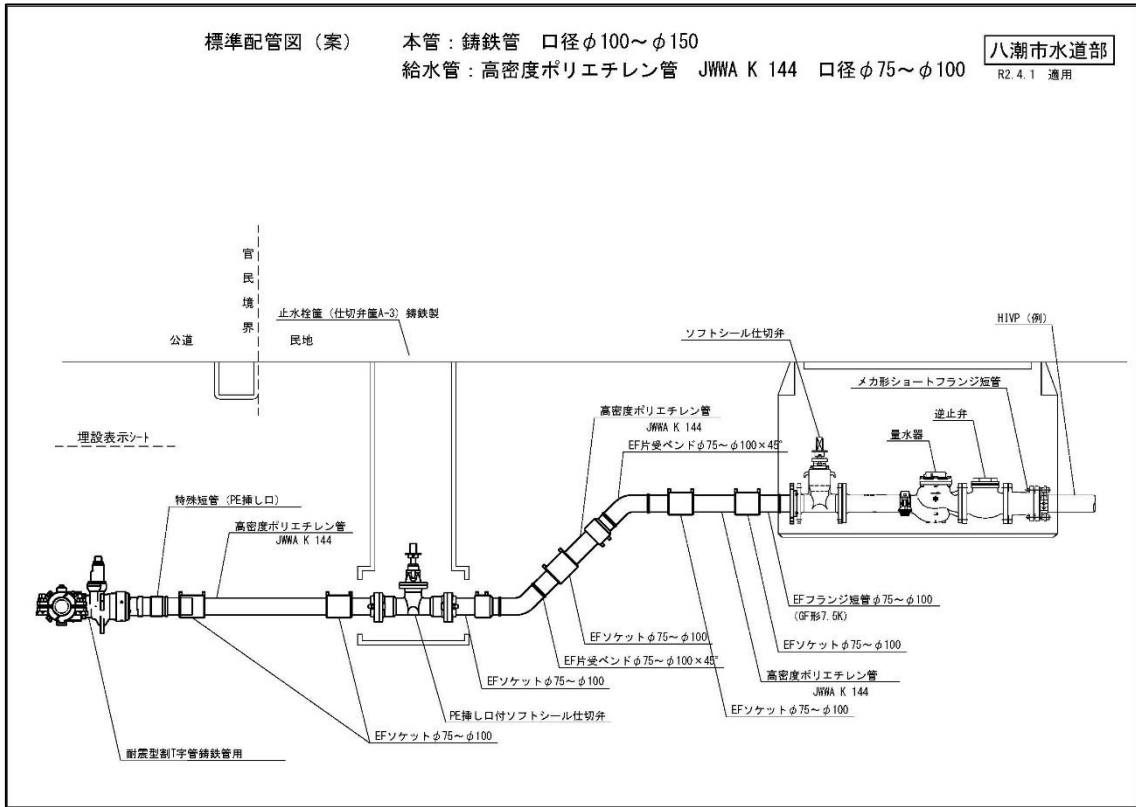 標準配管図（案）
本管：鋳鉄管　口径φ100～φ150
給水管：高密度ポリエチレン管　JWWA K 144　口径φ75～φ100
八潮市水道部
R2.4.1　適用
官民境界
止水栓筐（仕切弁筐A-3）鋳鉄製
公道
民地
埋設表示シート
特殊短管（PE挿し口）
高密度ポリエチレン管
JWWA K 144
高密度ポリエチレン管
JWWA K 144
EF片受ベンドφ75～φ100×45°
ソフトシール仕切弁
HIVP（例）
メカ形ショートフランジ短管
逆止弁
量水器
EFフランジ短管φ75～φ100
(GF形7.5K)
EFソケットφ75～φ100
高密度ポリエチレン管
JWWA K 144
EFソケットφ75～φ100
EFソケットφ75～φ100
EF片受ベンドφ75～φ100×45°
EFソケットφ75～φ100
PE挿し口付ソフトシール仕切弁
EFソケットφ75～φ100
耐震型割T字管鋳鉄管用